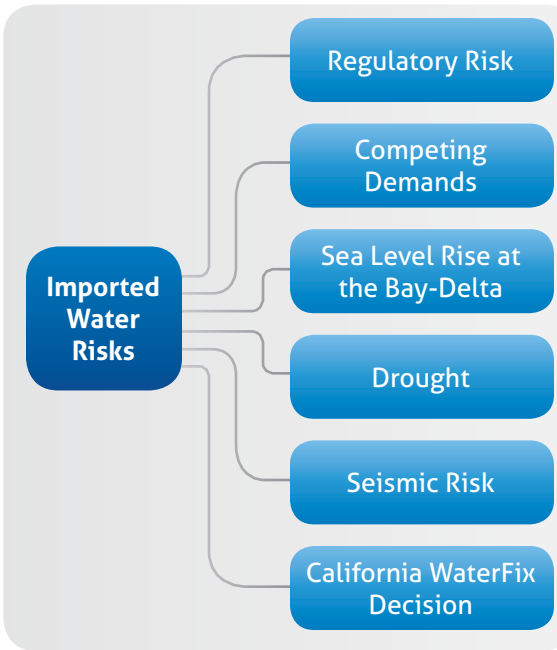 Regulatory Risk
Competing
Demands
Sea Level Rise at
the Bay-Delta
Imported
Water
Risks
Drought
Seismic Risk
California WaterFix
Decision